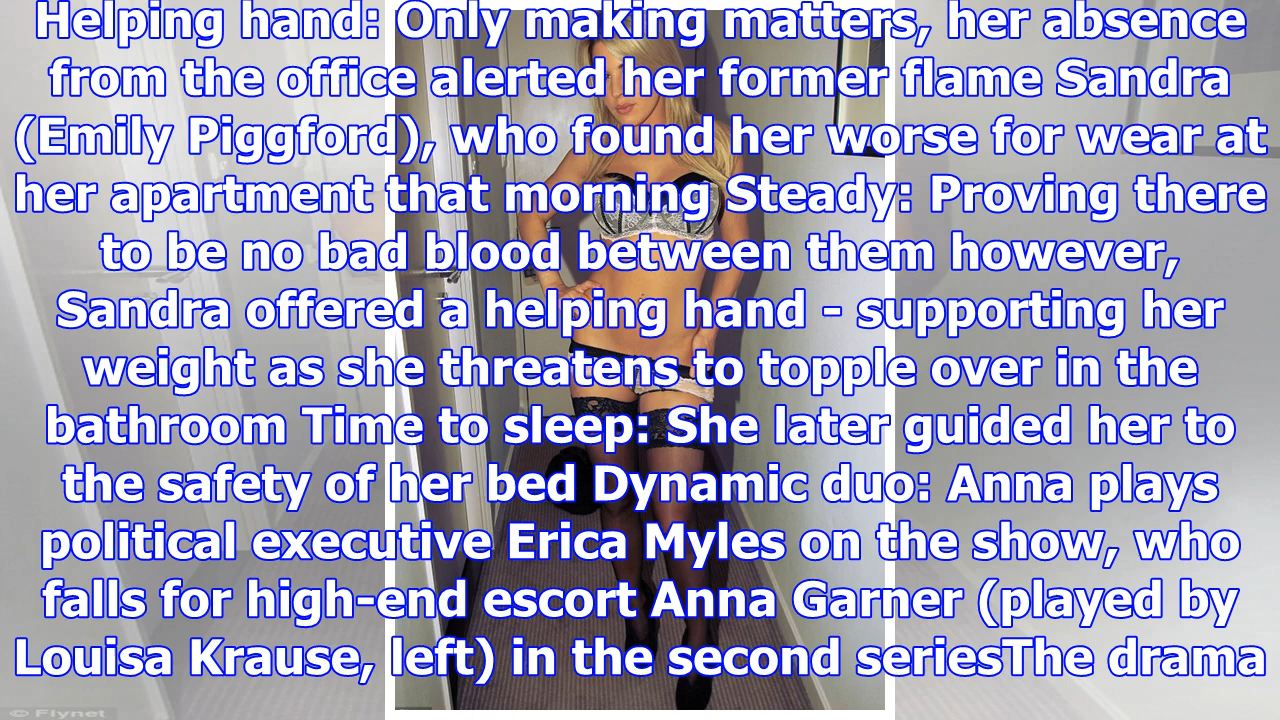 Helping hand: Only making matters, her absence
from the office alerted her former flame Sandra
(Emily Piggford), who found her worse for wear at
her apartment that morning Steady: Proving there
to be no bad blood between them however,
Sandra offered a helping hand - supporting her
weight as she threatens to topple over in the
bathroom Time to sleep: She later guided her to
the safety of her bed Dynamic duo: Anna plays
political executive Erica Myles on the show, who
falls for high-end escort Anna Garner (played by
Louisa Krause, left) in the second seriesThe drama
© Flynet